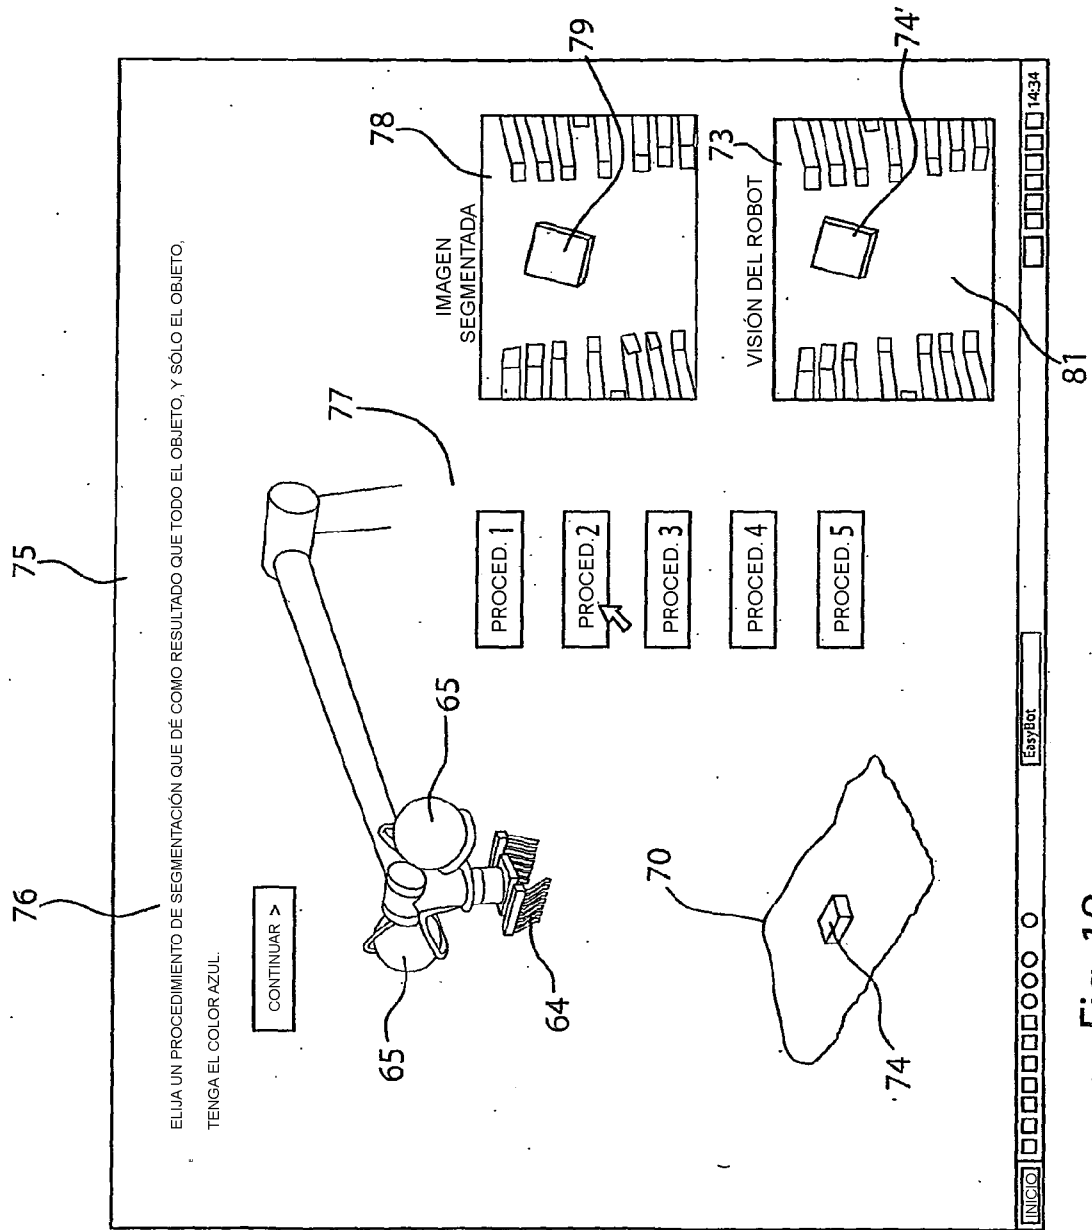 75
76
ELIJA UN PROCEDIMIENTO DE SEGMENTACIÓN QUE DÉ COMO RESULTADO QUE TODO EL OBJETO, Y SÓLO EL OBJETO,
TENGA EL COLOR AZUL.
CONTINUAR >
65
65
64
77
PROCED. 1
PROCED. 2
PROCED. 3
PROCED. 4
PROCED. 5
70
74
IMAGEN
SEGMENTADA
78
79
VISIÓN DEL ROBOT
73
74'
81
INICIO
EasyBot
14:34